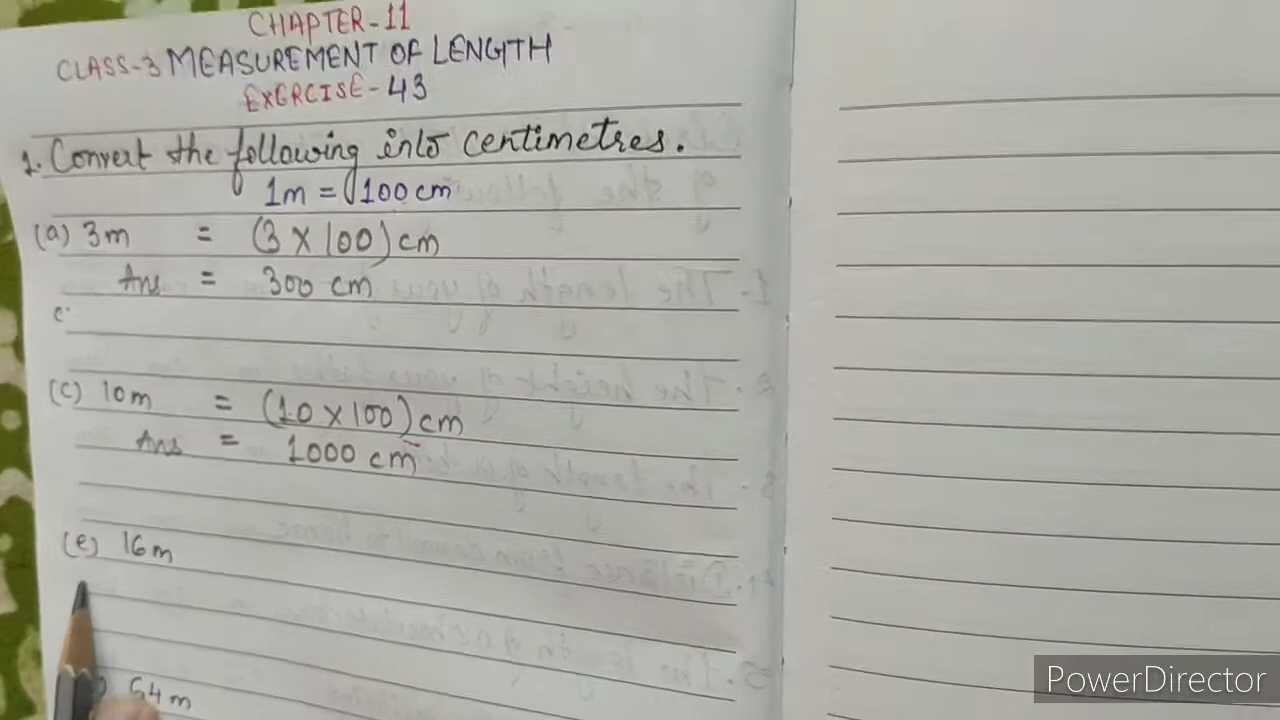 CHAPTER-11
CLASS-3 MEASUREMENT OF LENGTH
EXERCISE-43
1. Convert the following into centimetres.
1m = 100 cm
(a) 3m = (3 X 100) cm
Ans = 300 cm
(C) 10m = (10 X 100) cm
Ans = 1000 cm
(e) 16m
64m
PowerDirector